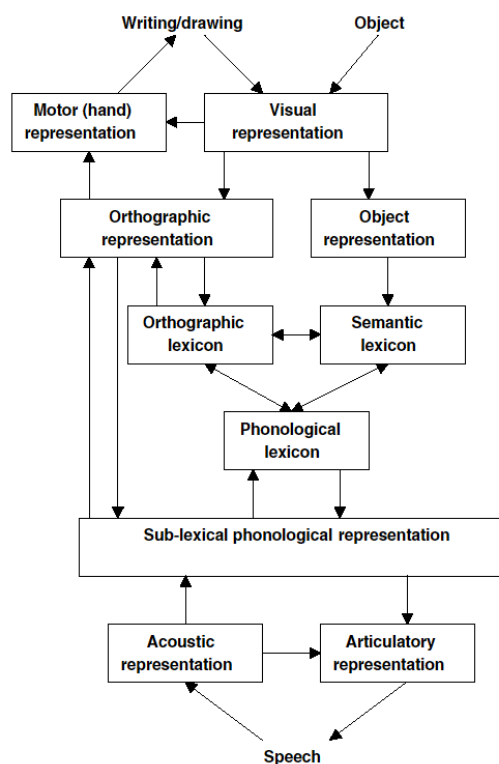 Writing/drawing Object
Motor (hand)
representation
Visual
representation
Orthographic
representation
Object
representation
Orthographic
lexicon
Semantic
lexicon
Phonological
lexicon
Sub-lexical phonological representation
Acoustic
representation
Articulatory
representation
Speech